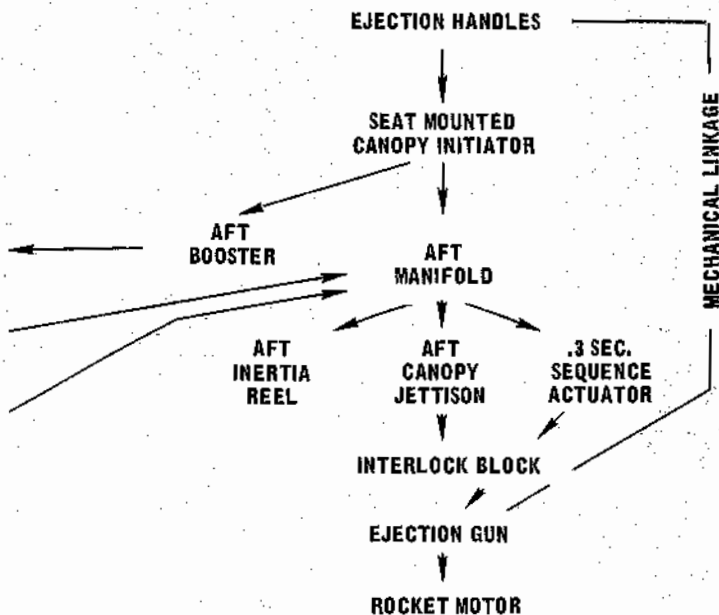 EJECTION HANDLES
SEAT MOUNTED
CANOPY INITIATOR
MECHANICAL LINKAGE
AFT
BOOSTER
AFT
MANIFOLD
AFT
INERTIA
REEL
AFT
CANOPY
JETTISON
.3 SEC.
SEQUENCE
ACTUATOR
INTERLOCK BLOCK
EJECTION GUN
ROCKET MOTOR